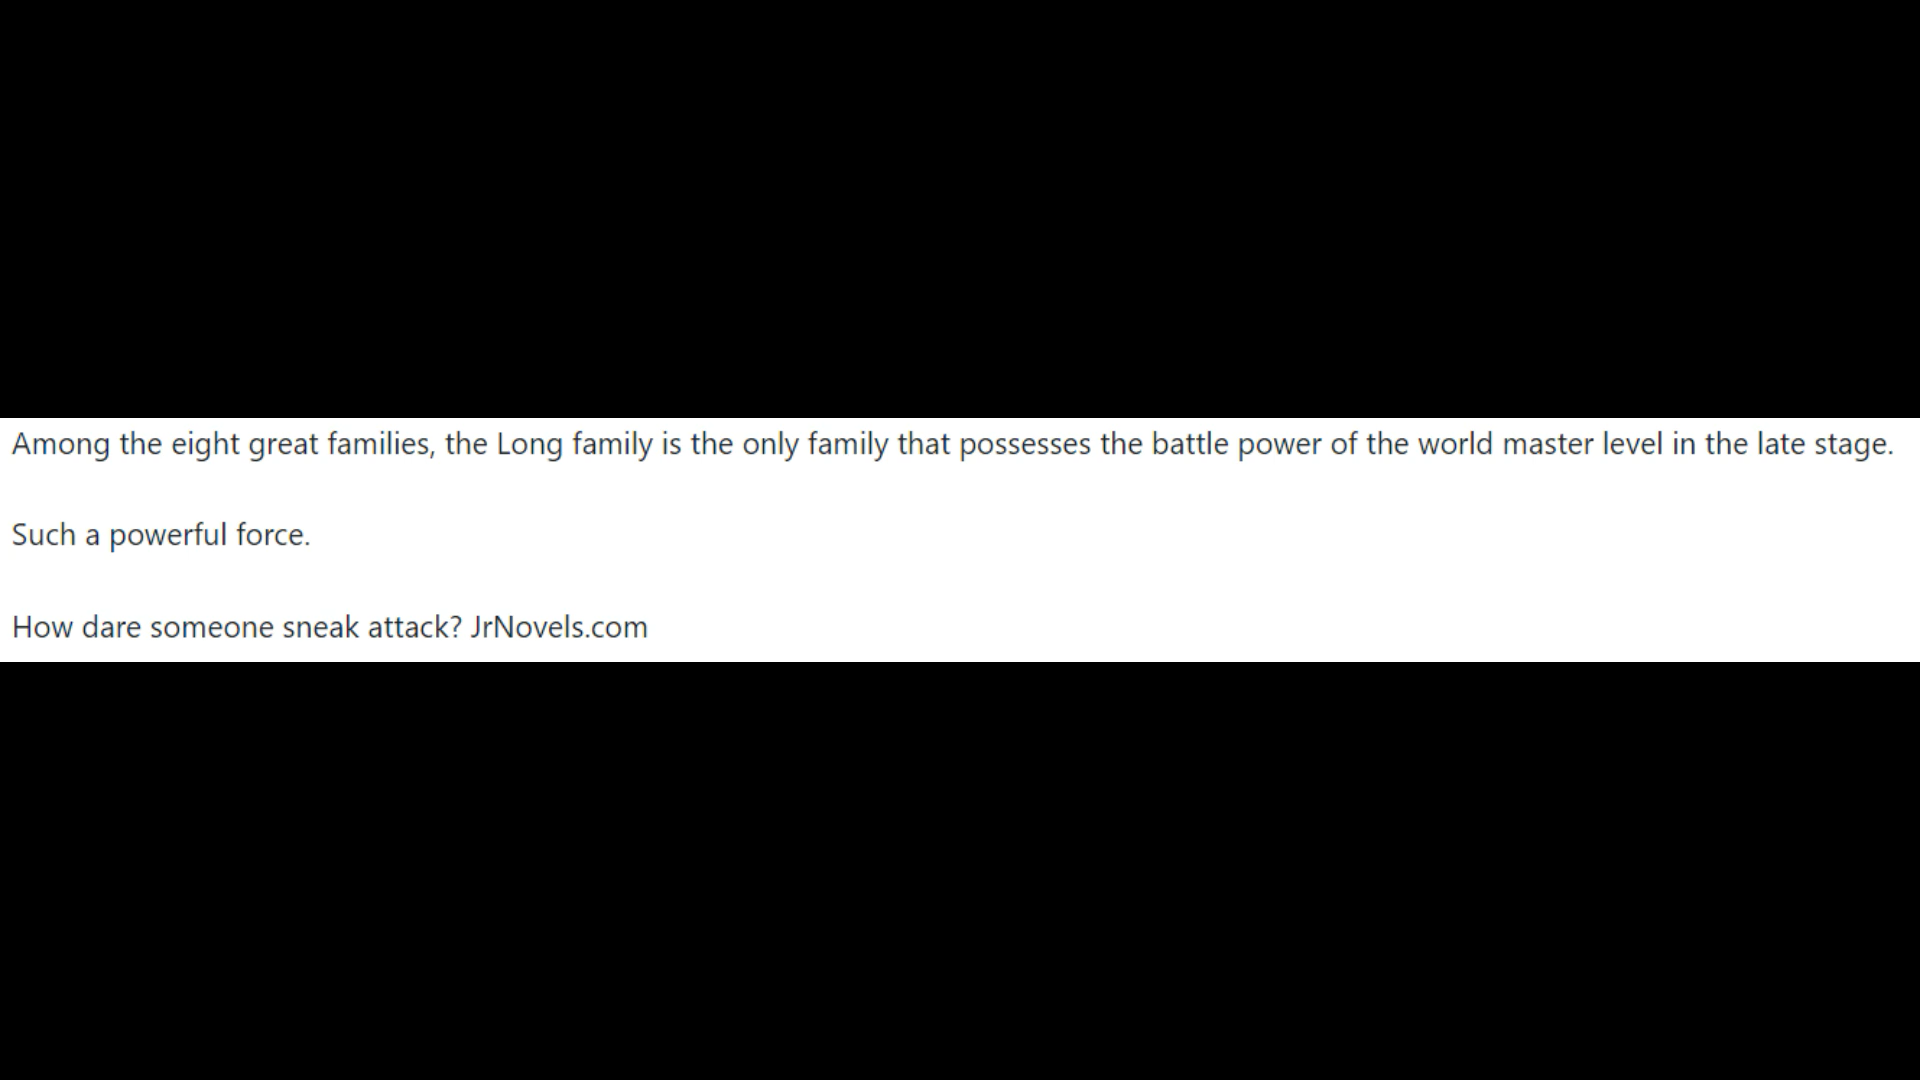 Among the eight great families, the Long family is the only family that possesses the battle power of the world master level in the late stage.
Such a powerful force.
How dare someone sneak attack? JrNovels.com